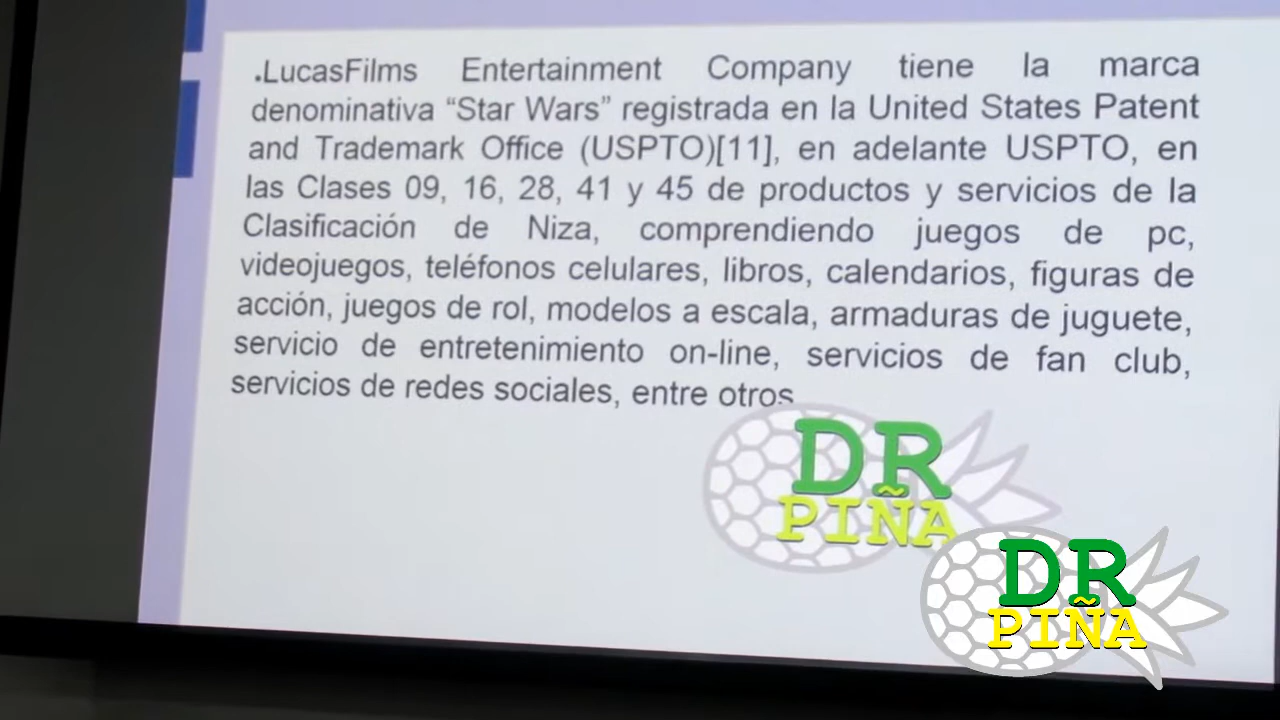 .LucasFilms Entertainment Company tiene la marca
denominativa “Star Wars” registrada en la United States Patent
and Trademark Office (USPTO)[11], en adelante USPTO, en
las Clases 09, 16, 28, 41 y 45 de productos y servicios de la
Clasificación de Niza, comprendiendo juegos de pc,
videojuegos, teléfonos celulares, libros, calendarios, figuras de
acción, juegos de rol, modelos a escala, armaduras de juguete,
servicio de entretenimiento on-line, servicios de fan club,
servicios de redes sociales, entre otros
DR
PIÑA
DR
PIÑA